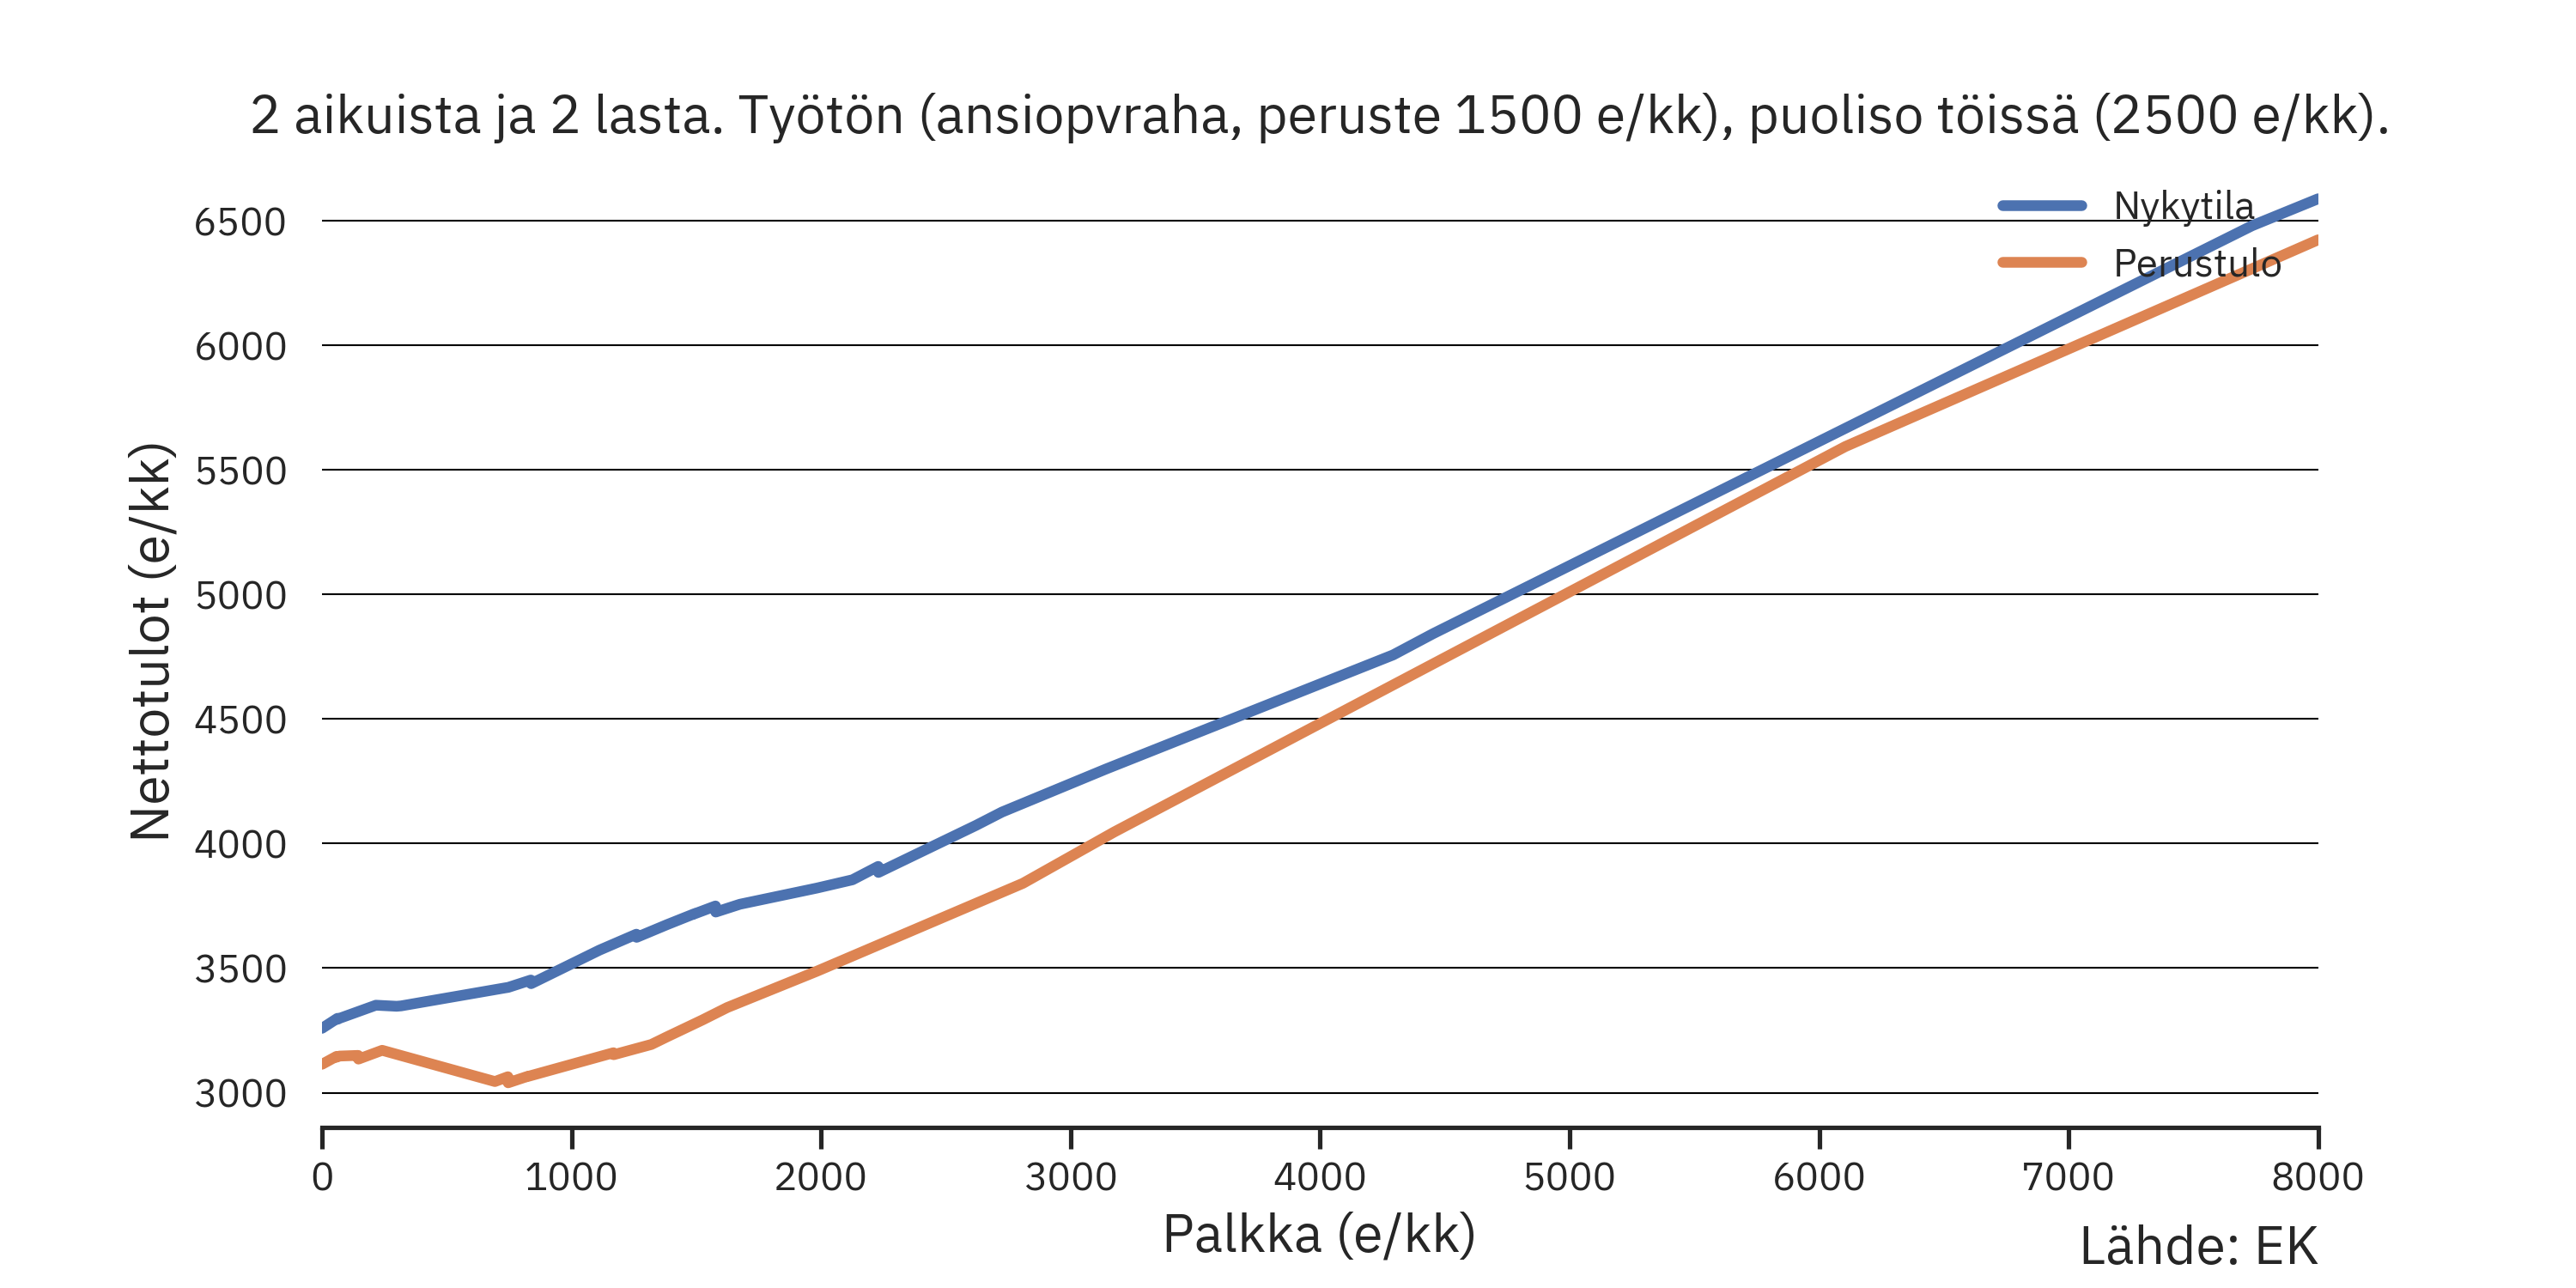 2 aikuista ja 2 lasta. Työtön (ansiopvraha, peruste 1500 e/kk), puoliso töissä (2500 e/kk).
Nykytila
Perustulo
Nettotulot (e/kk)
6500
6000
5500
5000
4500
4000
3500
3000
0 1000 2000 3000 4000 5000 6000 7000 8000
Palkka (e/kk)
Lähde: EK